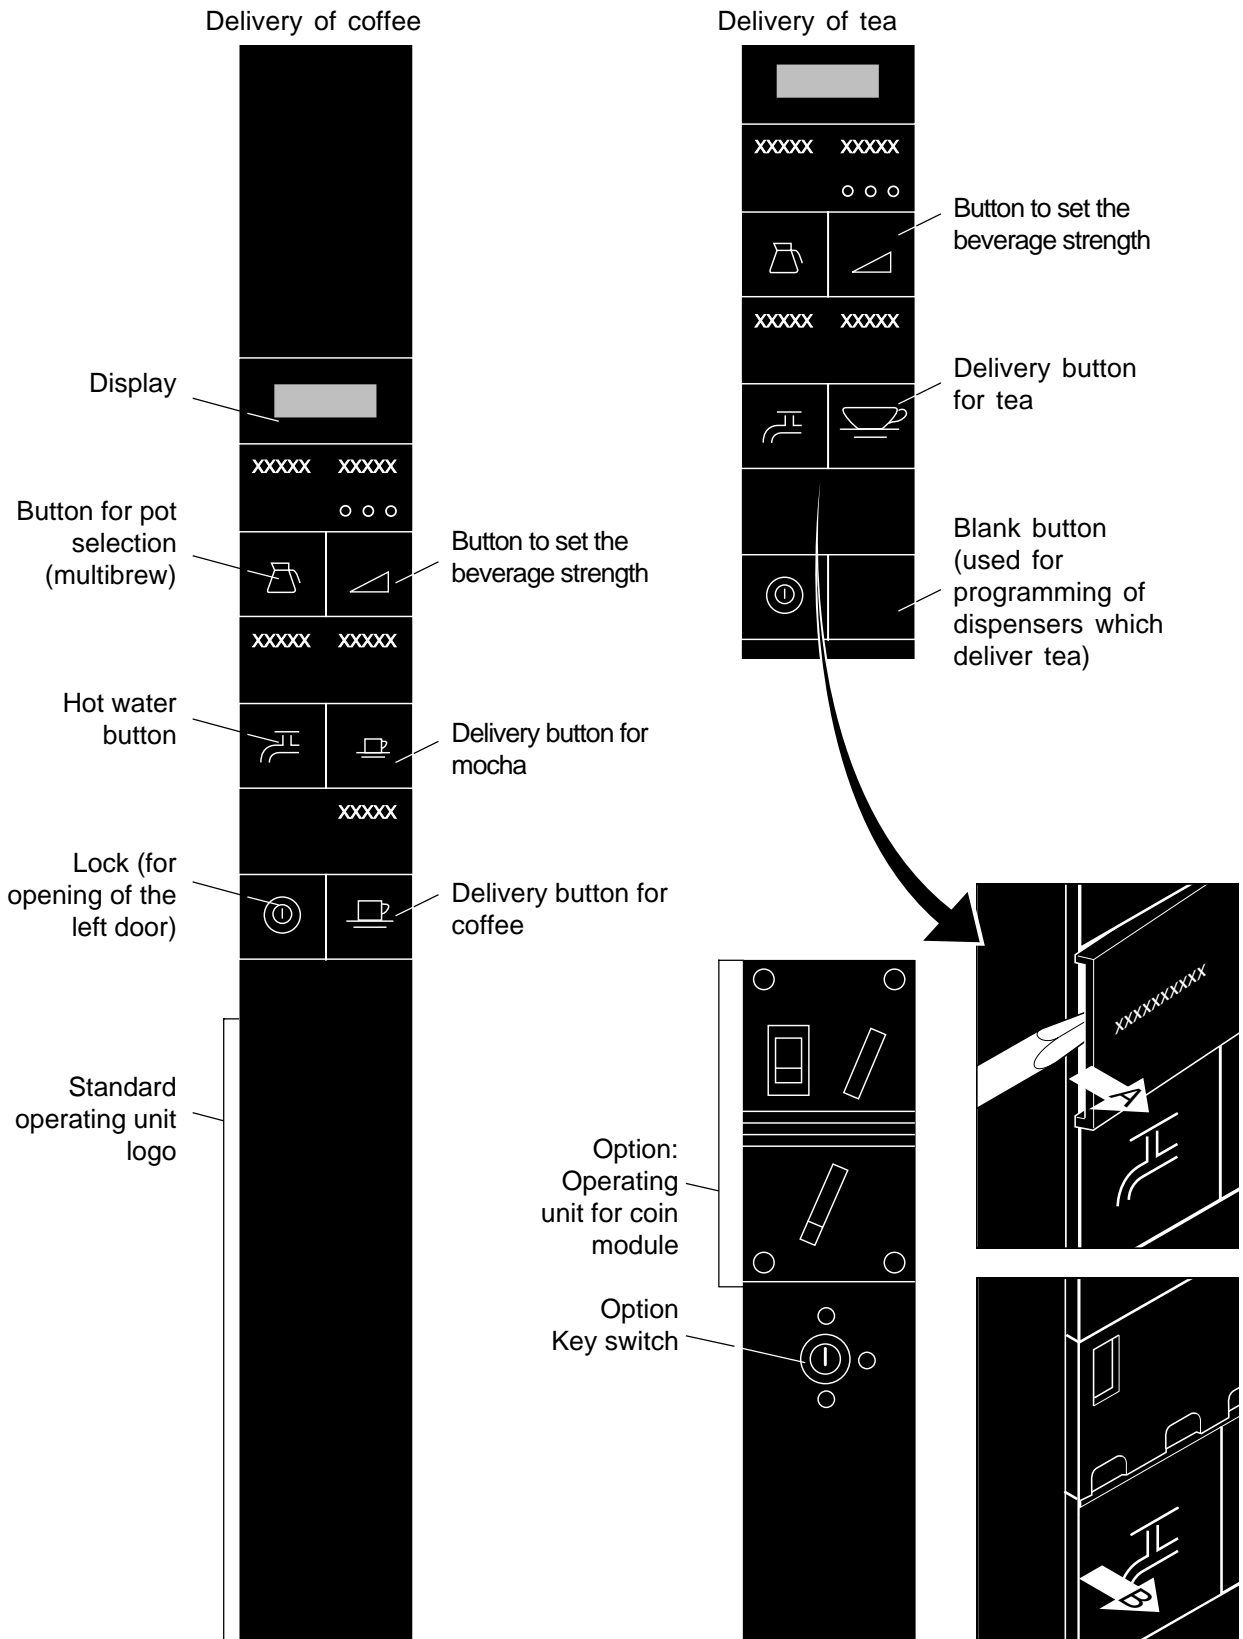 Delivery of coffee
Display
XXXXX XXXXX
Button for pot
selection
(multibrew)
Button to set the
beverage strength
XXXXX XXXXX
Hot water
button
Delivery button for
mocha
XXXXX
Lock (for
opening of the
left door)
Delivery button for
coffee
Standard
operating unit
logo
Delivery of tea
XXXXX XXXXX
Button to set the
beverage strength
XXXXX XXXXX
Delivery button
for tea
Blank button
(used for
programming of
dispensers which
deliver tea)
Option:
Operating
unit for coin
module
Option
Key switch
XXXXXXXXXX
A
B